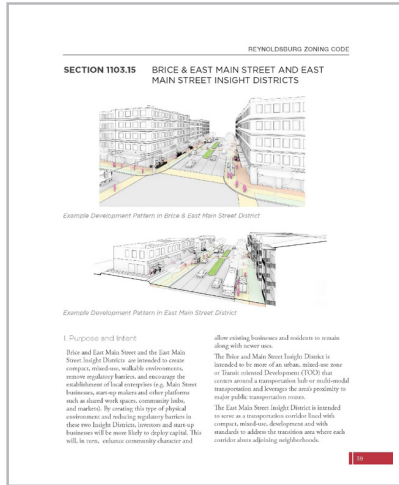 REYNOLDSBURG ZONING CODE
SECTION 1103.15 BRICE & EAST MAIN STREET AND EAST
MAIN STREET INSIGHT DISTRICTS
Example Development Pattern in Brice & East Main Street District
Example Development Pattern in East Main Street District
I. Purpose and Intent
Brice and East Main Street and the East Main
Street Insight Districts are intended to create
compact, mixed-use, walkable environments,
remove regulatory barriers, and encourage the
establishment of local enterprises (e.g. Main Street
businesses, start-up makers and other platforms
such as shared work spaces, community hubs,
and markets). By creating this type of physical
environment and reducing regulatory barriers in
these two Insight Districts, investors and start-up
businesses will be more likely to deploy capital. This
will, in turn, enhance community character and
allow existing businesses and residents to remain
along with newer uses.
The Brice and Main Street Insight District is
intended to be more of an urban, mixed-use zone
or Transit oriented Development (TOD) that
centers around a transportation hub or multi-modal
transportation and leverages the area's proximity to
major public transportation routes.
The East Main Street Insight District is intended
to serve as a transportation corridor lined with
compact, mixed-use, development and with
standards to address the transition area where each
corridor abuts adjoining neighborhoods.